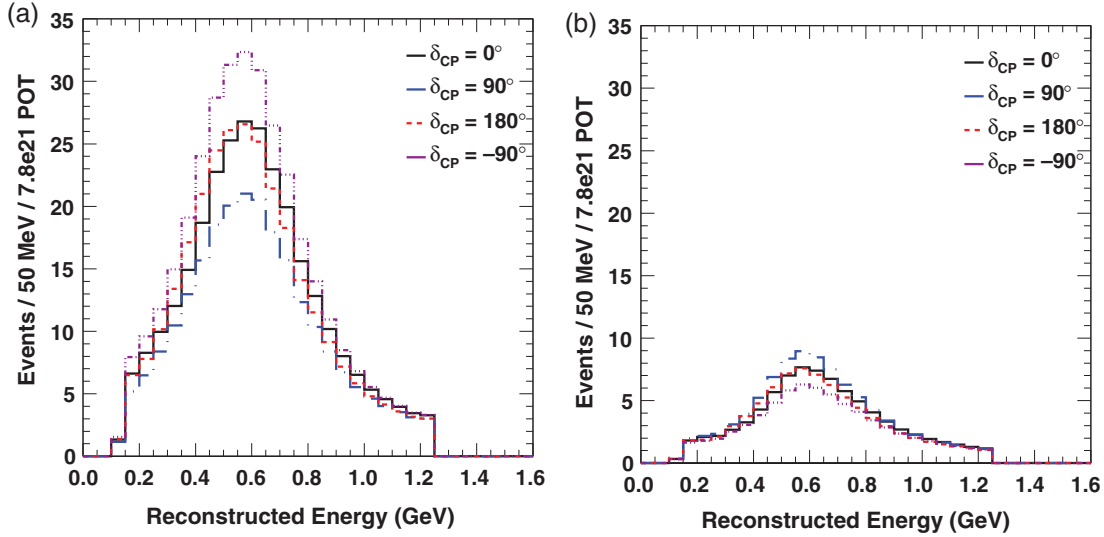 (a)
35
30
25
20
15
10
5
0
Events / 50 MeV / 7.8e21 POT
δCP = 0°
δCP = 90°
δCP = 180°
δCP = −90°
0.0 0.2 0.4 0.6 0.8 1.0 1.2 1.4 1.6
Reconstructed Energy (GeV)
(b)
35
30
25
20
15
10
5
0
Events / 50 MeV / 7.8e21 POT
δCP = 0°
δCP = 90°
δCP = 180°
δCP = −90°
0.0 0.2 0.4 0.6 0.8 1.0 1.2 1.4 1.6
Reconstructed Energy (GeV)